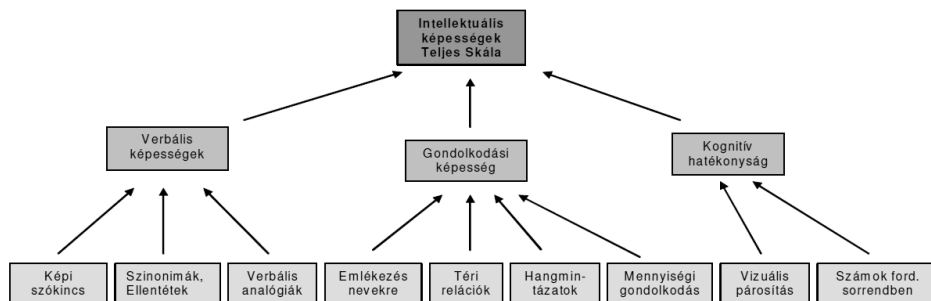 Intellektuális
képességek
Teljes Skála
Verbális
képességek
Gondolkodási
képesség
Kognitív
hatékonyság
Képi
szókincs
Szinonimák,
Ellentétek
Verbális
analógiák
Emlékezés
nevekre
Téri
relációk
Hangmin-
tázatok
Mennyiségi
gondolkodás
Vizuális
párosítás
Számok ford.
sorrendben